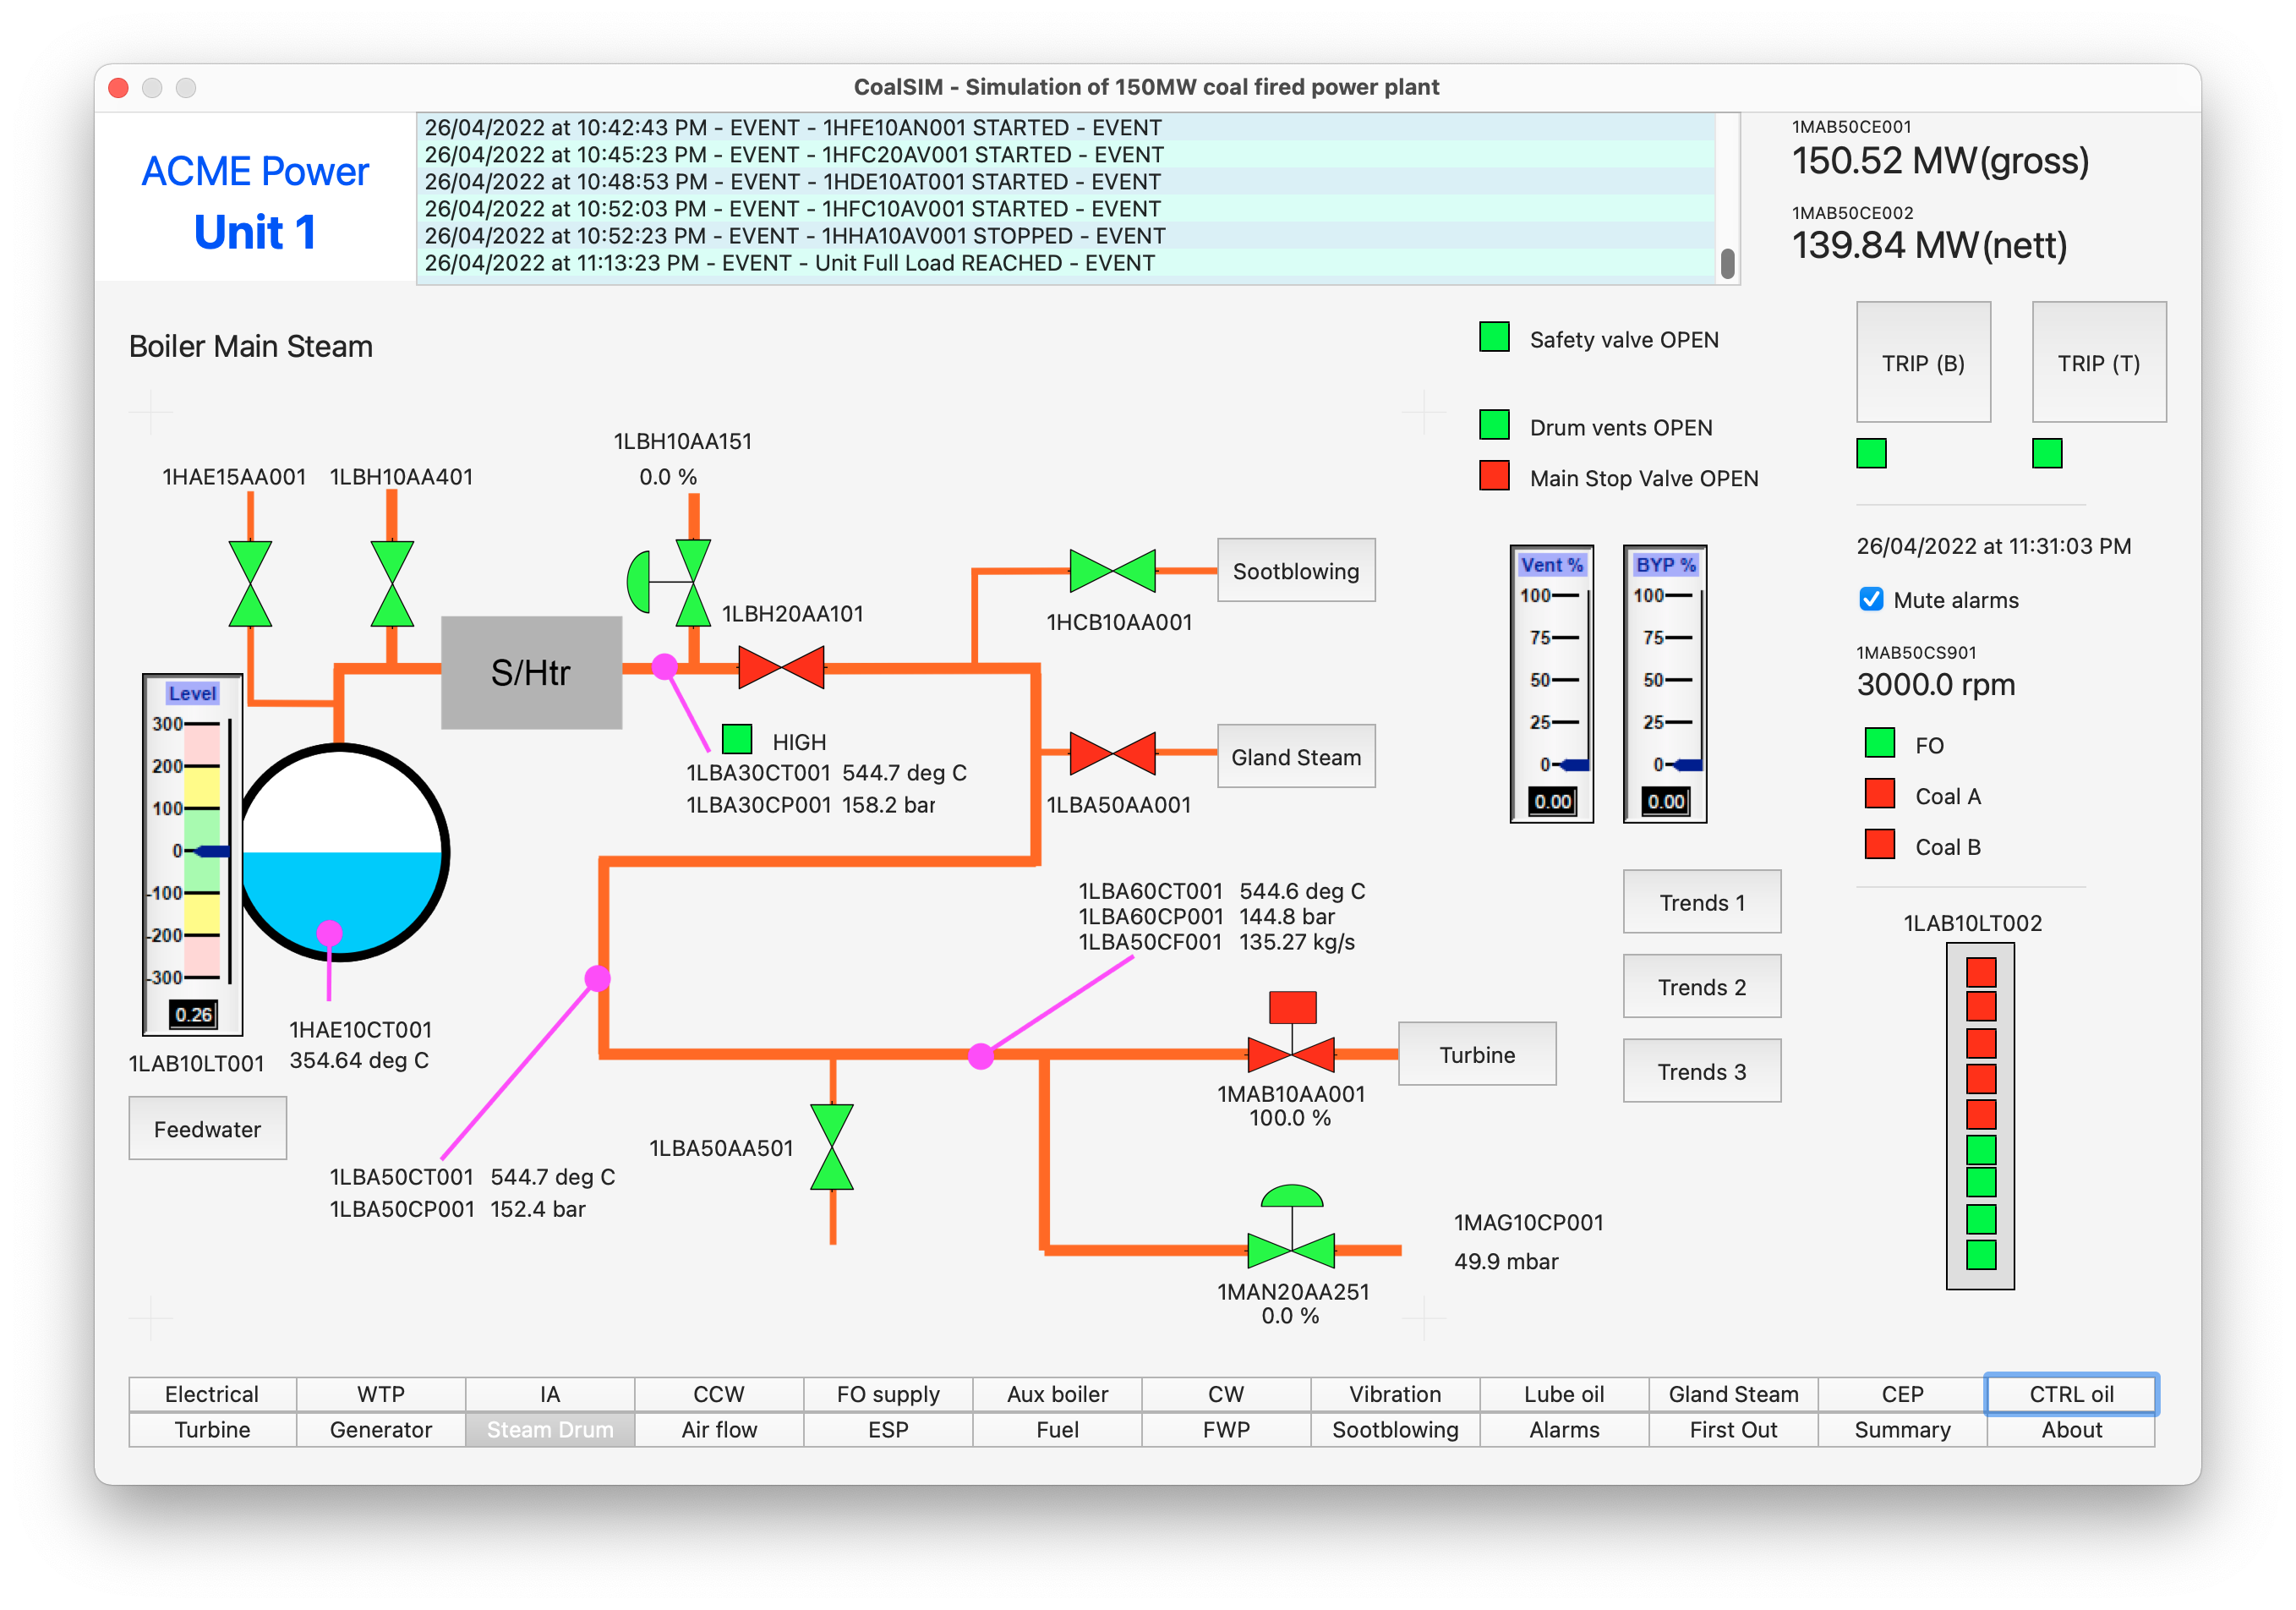 CoalSIM - Simulation of 150MW coal fired power plant
ACME Power
Unit 1
26/04/2022 at 10:42:43 PM - EVENT - 1HFE10AN001 STARTED - EVENT
26/04/2022 at 10:45:23 PM - EVENT - 1HFC20AV001 STARTED - EVENT
26/04/2022 at 10:48:53 PM - EVENT - 1HDE10AT001 STARTED - EVENT
26/04/2022 at 10:52:03 PM - EVENT - 1HFC10AV001 STARTED - EVENT
26/04/2022 at 10:52:23 PM - EVENT - 1HHA10AV001 STOPPED - EVENT
26/04/2022 at 11:13:23 PM - EVENT - Unit Full Load REACHED - EVENT
1MAB50CE001
150.52 MW(gross)
1MAB50CE002
139.84 MW(nett)
Boiler Main Steam
Safety valve OPEN
Drum vents OPEN
Main Stop Valve OPEN
TRIP (B)
TRIP (T)
1HAE15AA001
1LBH10AA401
1LBH10AA151
0.0 %
1LBH20AA101
S/Htr
Sootblowing
1HCB10AA001
Vent %
100
75
50
25
0
0.00
BYP %
100
75
50
25
0
0.00
26/04/2022 at 11:31:03 PM
Mute alarms
1MAB50CS901
3000.0 rpm
FO
Coal A
Coal B
Level
300
200
100
0
-100
-200
-300
0.26
1LAB10LT001
HIGH
1LBA30CT001 544.7 deg C
1LBA30CP001 158.2 bar
Gland Steam
1LBA50AA001
1HAE10CT001
354.64 deg C
Feedwater
1LBA60CT001 544.6 deg C
1LBA60CP001 144.8 bar
1LBA50CF001 135.27 kg/s
Trends 1
Trends 2
Trends 3
1LAB10LT002
Turbine
1MAB10AA001
100.0 %
1LBA50AA501
1LBA50CT001 544.7 deg C
1LBA50CP001 152.4 bar
1MAG10CP001
49.9 mbar
1MAN20AA251
0.0 %
Electrical WTP IA CCW FO supply Aux boiler CW Vibration Lube oil Gland Steam CEP CTRL oil
Turbine Generator Steam Drum Air flow ESP Fuel FWP Sootblowing Alarms First Out Summary About